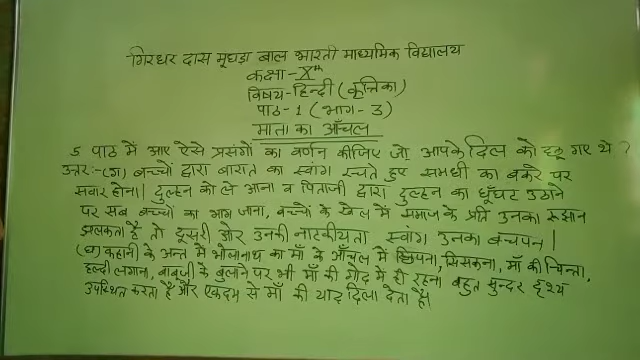 गिरधर दास मूंधड़ा बाल भारती माध्यमिक विद्यालय
कक्षा - Xth
विषय - हिन्दी (कृत्तिका)
पाठ - 1 (भाग - 3)
माता का आँचल
5 पाठ में आए ऐसे प्रसंगों का वर्णन कीजिए जो आपके दिल को छू गए थे ?
उत्तर :- (ग) बच्चों द्वारा बारात का स्वांग रचते हुए समधी का बकरे पर
सवार होना। दुल्हन को ले आना व पिताजी द्वारा दुल्हन का घूँघट उठाने
पर सब बच्चों का भाग जाना, बच्चों के खेल में समाज के प्रति उनका रूझान
झलकता है तो दूसरी और उनकी नाटकीयता स्वांग उनका बचपन।
(घ) कहानी के अन्त में भोलानाथ का माँ के आँचल में छिपना, सिसकना, माँ की चिन्ता,
हल्दी लगाना, बाबूजी के बुलाने पर भी माँ की गोद में ही रहना बहुत सुन्दर दृश्य
उपस्थित करता है और एकदम से माँ की याद दिला देता है।